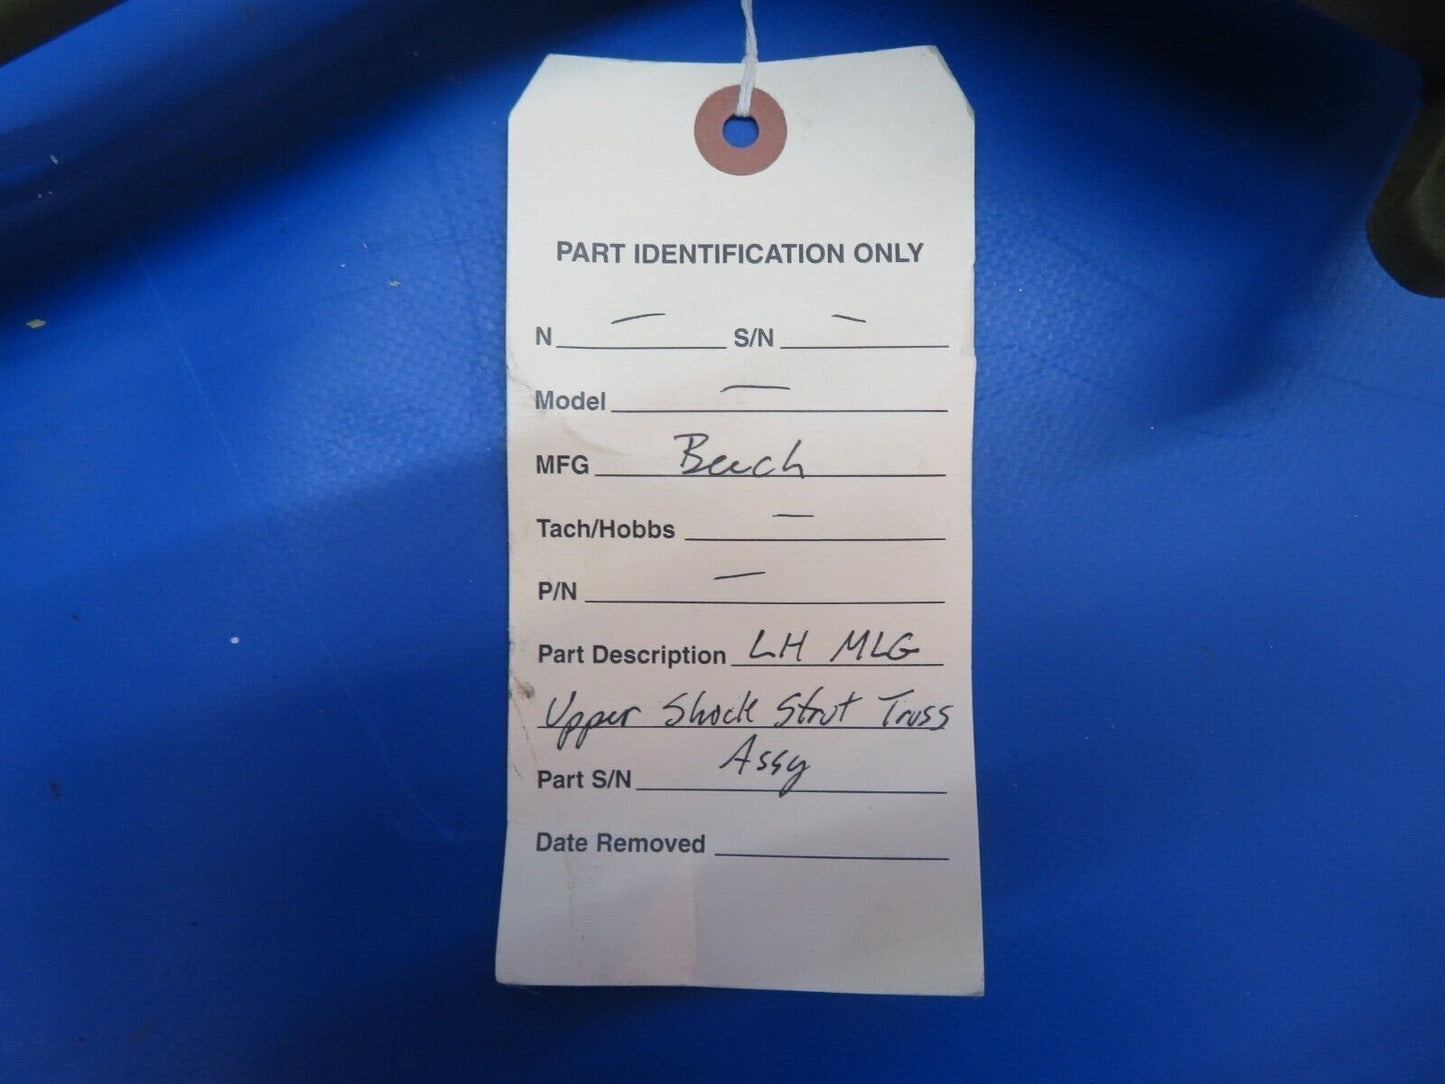 PART IDENTIFICATION ONLY
N — S/N —
Model —
MFG Beech
Tach/Hobbs —
P/N —
Part Description LH MLG
Upper Shock Strut Truss
Assy
Part S/N
Date Removed